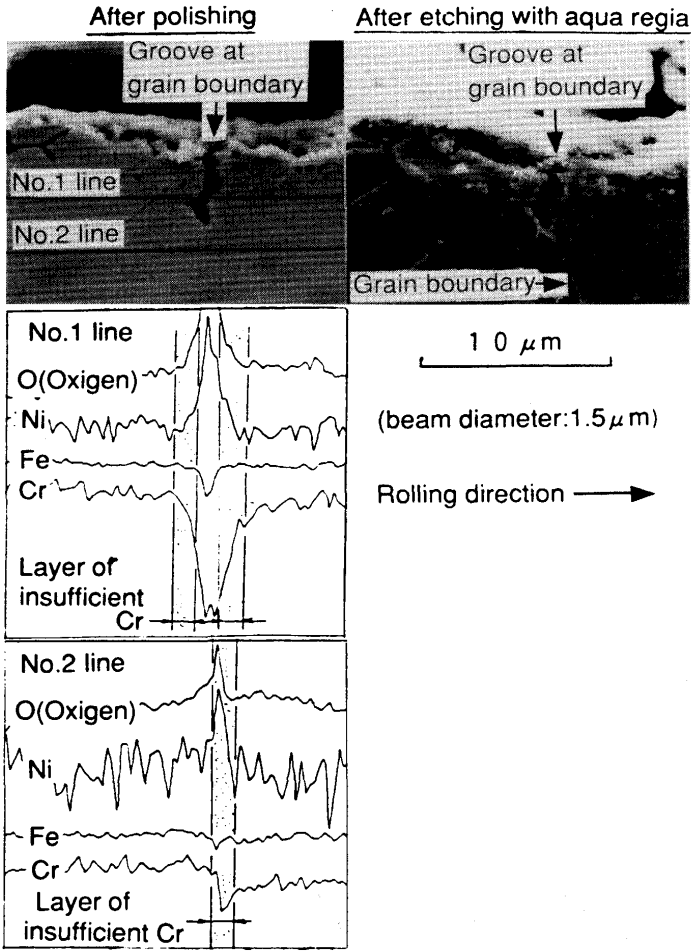 After polishing
After etching with aqua regia
Groove at
grain boundary
Groove at
grain boundary
No.1 line
No.2 line
Grain boundary
No.1 line
O(Oxigen)
Ni
Fe
Cr
Layer of
insufficient
Cr
10 μm
(beam diameter:1.5μm)
Rolling direction
No.2 line
O(Oxigen)
Ni
Fe
Cr
Layer of
insufficient Cr